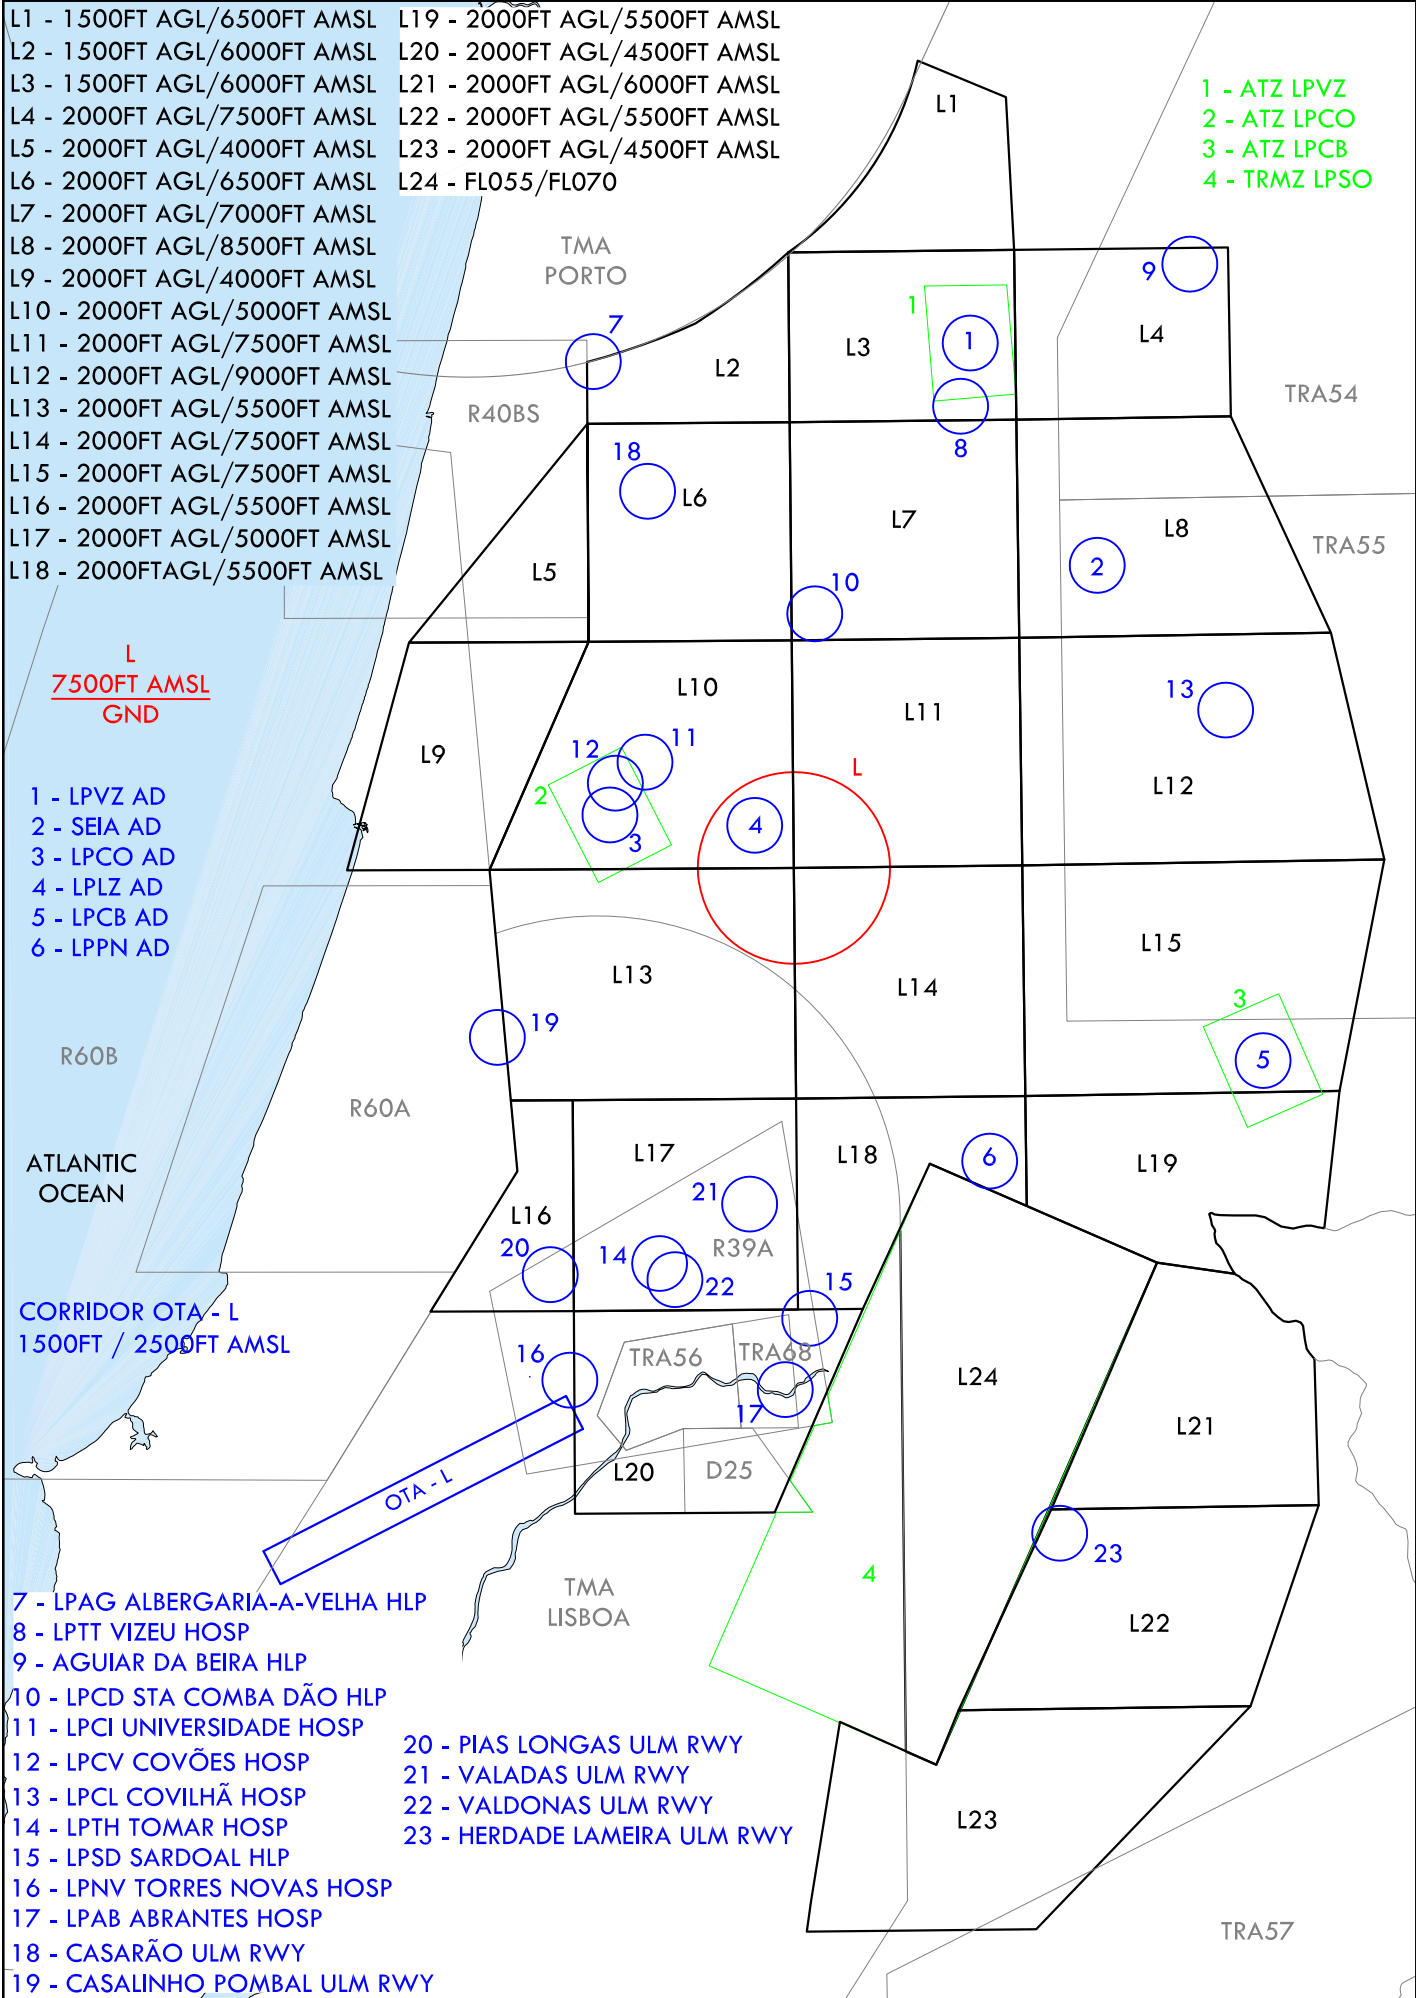 L1 - 1500FT AGL/6500FT AMSL
L2 - 1500FT AGL/6000FT AMSL
L3 - 1500FT AGL/6000FT AMSL
L4 - 2000FT AGL/7500FT AMSL
L5 - 2000FT AGL/4000FT AMSL
L6 - 2000FT AGL/6500FT AMSL
L7 - 2000FT AGL/7000FT AMSL
L8 - 2000FT AGL/8500FT AMSL
L9 - 2000FT AGL/4000FT AMSL
L10 - 2000FT AGL/5000FT AMSL
L11 - 2000FT AGL/7500FT AMSL
L12 - 2000FT AGL/9000FT AMSL
L13 - 2000FT AGL/5500FT AMSL
L14 - 2000FT AGL/7500FT AMSL
L15 - 2000FT AGL/7500FT AMSL
L16 - 2000FT AGL/5500FT AMSL
L17 - 2000FT AGL/5000FT AMSL
L18 - 2000FTAGL/5500FT AMSL
L19 - 2000FT AGL/5500FT AMSL
L20 - 2000FT AGL/4500FT AMSL
L21 - 2000FT AGL/6000FT AMSL
L22 - 2000FT AGL/5500FT AMSL
L23 - 2000FT AGL/4500FT AMSL
L24 - FL055/FL070
1 - ATZ LPVZ
2 - ATZ LPCO
3 - ATZ LPCB
4 - TRMZ LPSO
L1
TMA
PORTO
9
1
7
1
L3
L4
L2
TRA54
R40BS
8
18
L6
L7
L8
TRA55
2
L5
10
L
7500FT AMSL
GND
L10
13
L11
11
12
L9
L
L12
2
4
3
1 - LPVZ AD
2 - SEIA AD
3 - LPCO AD
4 - LPLZ AD
5 - LPCB AD
6 - LPPN AD
L15
L13
L14
3
19
5
R60B
R60A
ATLANTIC
OCEAN
L17
L18
6
L19
21
L16
R39A
20
14
22
15
CORRIDOR OTA - L
1500FT / 2500FT AMSL
16
TRA56
TRA68
L24
17
L21
L20
D25
OTA - L
23
4
TMA
LISBOA
L22
7 - LPAG ALBERGARIA-A-VELHA HLP
8 - LPTT VIZEU HOSP
9 - AGUIAR DA BEIRA HLP
10 - LPCD STA COMBA DÃO HLP
11 - LPCI UNIVERSIDADE HOSP
12 - LPCV COVÕES HOSP
13 - LPCL COVILHÃ HOSP
14 - LPTH TOMAR HOSP
15 - LPSD SARDOAL HLP
16 - LPNV TORRES NOVAS HOSP
17 - LPAB ABRANTES HOSP
18 - CASARÃO ULM RWY
19 - CASALINHO POMBAL ULM RWY
20 - PIAS LONGAS ULM RWY
21 - VALADAS ULM RWY
22 - VALDONAS ULM RWY
23 - HERDADE LAMEIRA ULM RWY
L23
TRA57